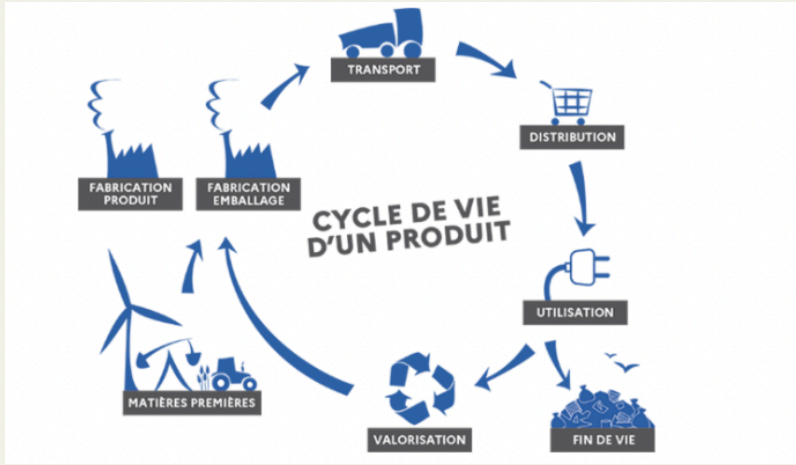 TRANSPORT
DISTRIBUTION
FABRICATION
PRODUIT
FABRICATION
EMBALLAGE
CYCLE DE VIE
D'UN PRODUIT
UTILISATION
MATIÈRES PREMIÈRES
VALORISATION
FIN DE VIE